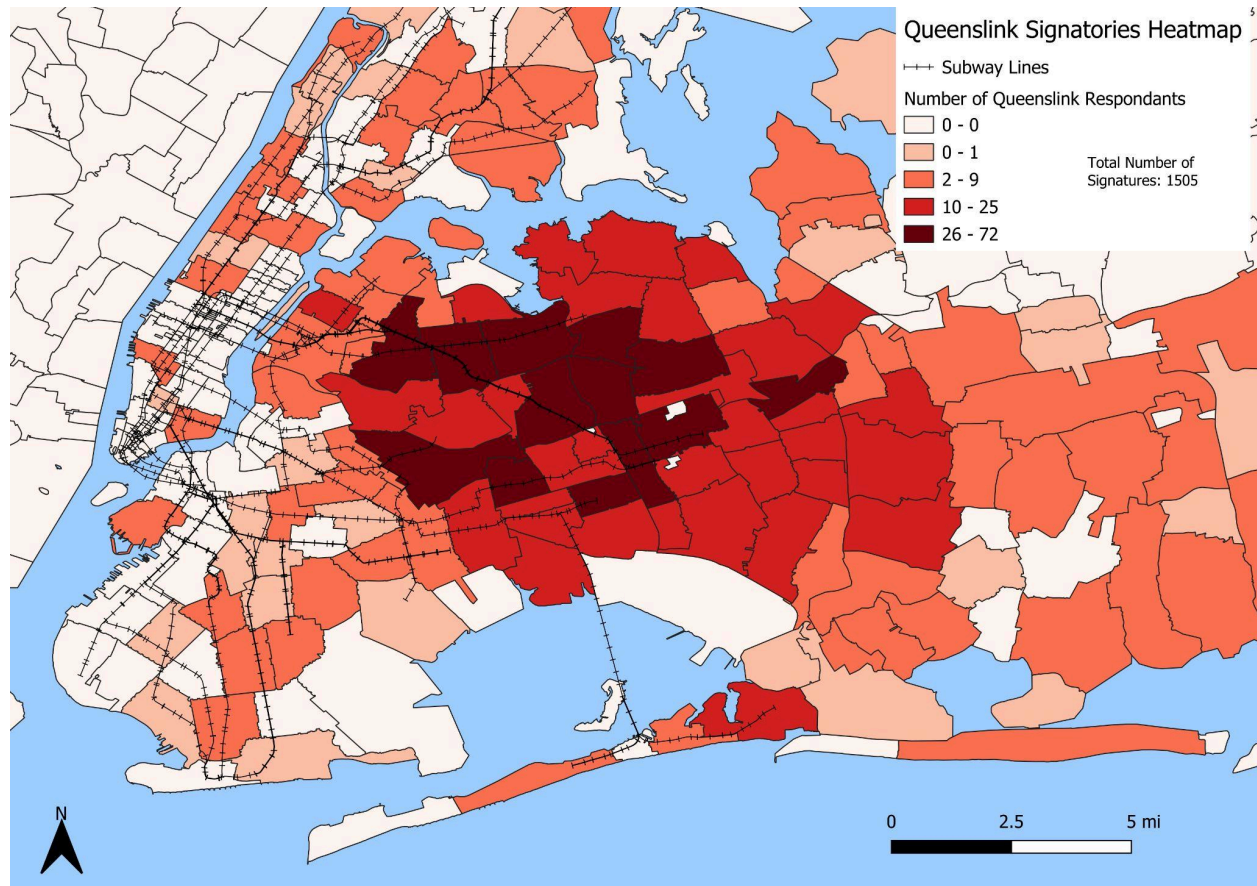 Queenslink Signatories Heatmap
Subway Lines
Number of Queenslink Respondants
0 - 0
0 - 1
2 - 9
10 - 25
26 - 72
Total Number of
Signatures: 1505
N
0 2.5 5 mi